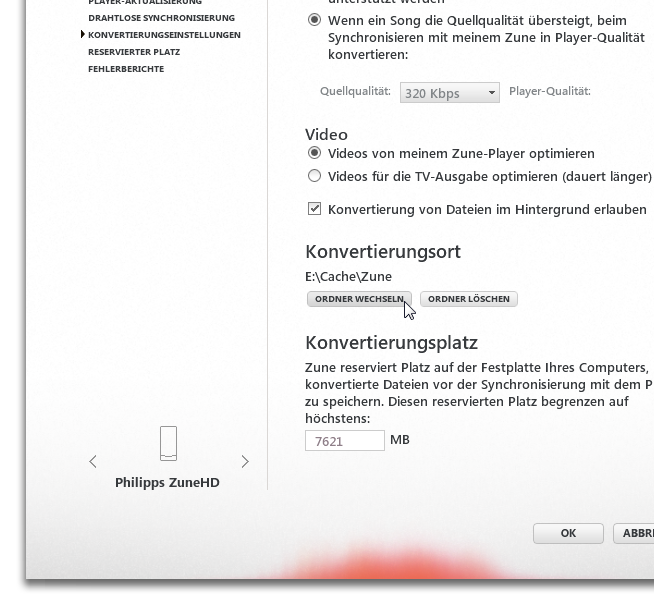 PLAYER-AKTUALISIERUNG
DRAHTLOSE SYNCHRONISIERUNG
KONVERTIERUNGSEINSTELLUNGEN
RESERVIERTER PLATZ
FEHLERBERICHTE
unterstützt werden
Wenn ein Song die Quellqualität übersteigt, beim
Synchronisieren mit meinem Zune in Player-Qualität
konvertieren:
Quellqualität: 320 Kbps Player-Qualität:
Video
Videos von meinem Zune-Player optimieren
Videos für die TV-Ausgabe optimieren (dauert länger)
Konvertierung von Dateien im Hintergrund erlauben
Konvertierungsort
E:\Cache\Zune
ORDNER WECHSELN ORDNER LÖSCHEN
Konvertierungsplatz
Zune reserviert Platz auf der Festplatte Ihres Computers,
konvertierte Dateien vor der Synchronisierung mit dem P
zu speichern. Diesen reservierten Platz begrenzen auf
höchstens:
7621 MB
Philipps ZuneHD
OK ABBRE